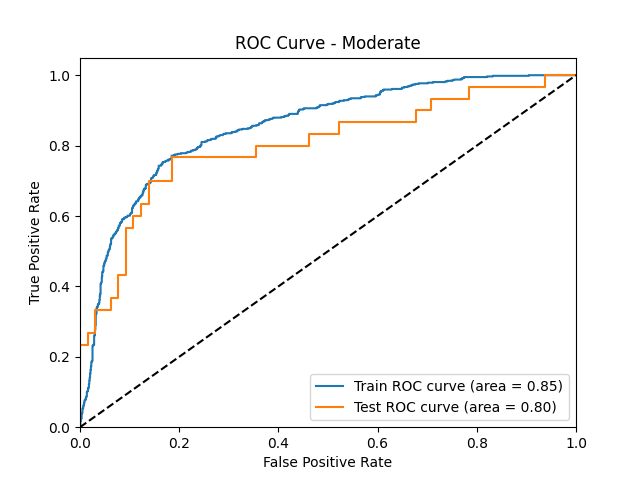 ROC Curve - Moderate
1.0
0.8
0.6
0.4
0.2
0.0
True Positive Rate
Train ROC curve (area = 0.85)
Test ROC curve (area = 0.80)
0.0 0.2 0.4 0.6 0.8 1.0
False Positive Rate